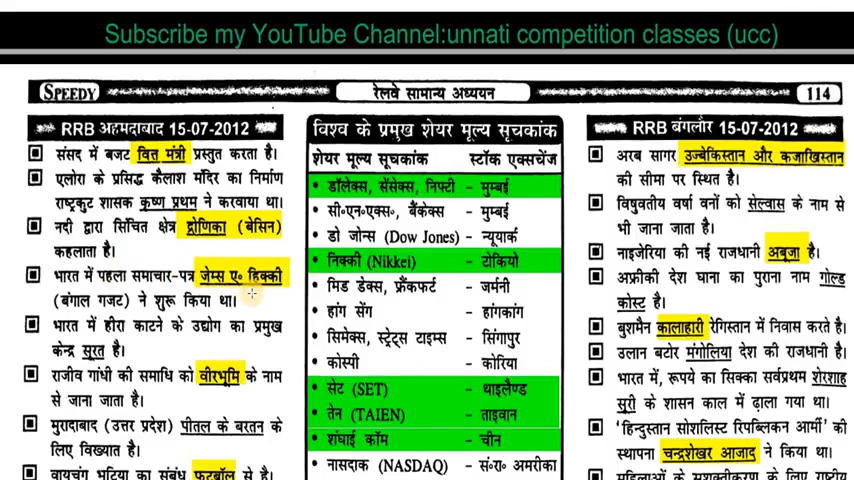 Subscribe my YouTube Channel:unnati competition classes (ucc)
SPEEDY
रेलवे सामान्य अध्ययन
114
RRB अहमदाबाद 15-07-2012
संसद में बजट वित्त मंत्री प्रस्तुत करता है।
एलोरा के प्रसिद्ध कैलाश मंदिर का निर्माण
राष्ट्रकुट शासक कृष्ण प्रथम ने करवाया था।
नदी द्वारा सिंचित क्षेत्र द्रोणिका (बेसिन)
कहलाता है।
भारत में पहला समाचार-पत्र जेम्स ए॰ हिक्की
(बंगाल गजट) ने शुरू किया था।
भारत में हीरा काटने के उद्योग का प्रमुख
केन्द्र सूरत है।
राजीव गांधी की समाधि को वीरभूमि के नाम
से जाना जाता है।
मुरादाबाद (उत्तर प्रदेश) पीतल के बरतन के
लिए विख्यात है।
वायचंग भूटिया का संबंध फुटबॉल से है।
विश्व के प्रमुख शेयर मूल्य सूचकांक
शेयर मूल्य सूचकांक स्टॉक एक्सचेंज
• डॉलेक्स, सेंसेक्स, निफ्टी – मुम्बई
• सी॰एन॰एक्स॰, बैंकेक्स – मुम्बई
• डो जोन्स (Dow Jones) – न्यूयार्क
• निक्की (Nikkei) – टोकियो
• मिड डेक्स, फ्रैंकफर्ट – जर्मनी
• हांग सेंग – हांगकांग
• सिमेक्स, स्ट्रेट्स टाइम्स – सिंगापुर
• कोस्पी – कोरिया
• सेट (SET) – थाइलैण्ड
• तेन (TAIEN) – ताइवान
• शंघाई कॉम – चीन
• नासदाक (NASDAQ) – सं॰रा॰ अमरीका
RRB बंगलौर 15-07-2012
अरब सागर उज्बेकिस्तान और कजाखिस्तान
की सीमा पर स्थित है।
विषुवतीय वर्षा वनों को सेल्वास के नाम से
भी जाना जाता है।
नाइजेरिया की नई राजधानी अबूजा है।
अफ्रीकी देश घाना का पुराना नाम गोल्ड
कोस्ट है।
बुशमैन कालाहारी रेगिस्तान में निवास करते है।
उलान बटोर मंगोलिया देश की राजधानी है।
भारत में, रूपये का सिक्का सर्वप्रथम शेरशाह
सूरी के शासन काल में ढाला गया था।
'हिन्दुस्तान सोशलिस्ट रिपब्लिकन आर्मी' की
स्थापना चन्द्रशेखर आजाद ने किया था।
महिलाओं के सशक्तीकरण के लिए राष्ट्रीय